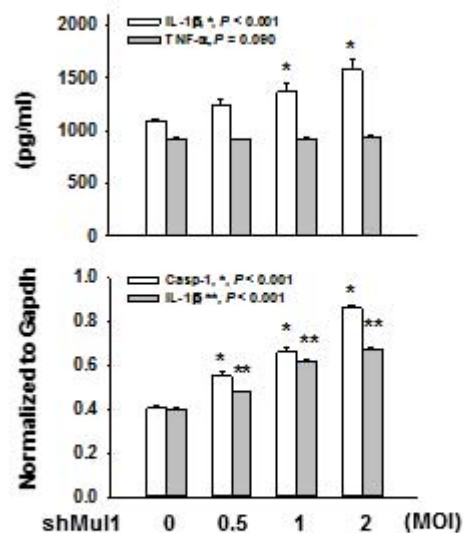 IL-1β, *, P < 0.001
TNF-α, P = 0.090
2000
1500
1000
500
0
(pg/ml)
*
*
Casp-1, *, P < 0.001
IL-1β, **, P < 0.001
1.0
0.8
0.6
0.4
0.2
0.0
Normalized to Gapdh
*
**
*
**
*
**
shMul1 0 0.5 1 2 (MOI)